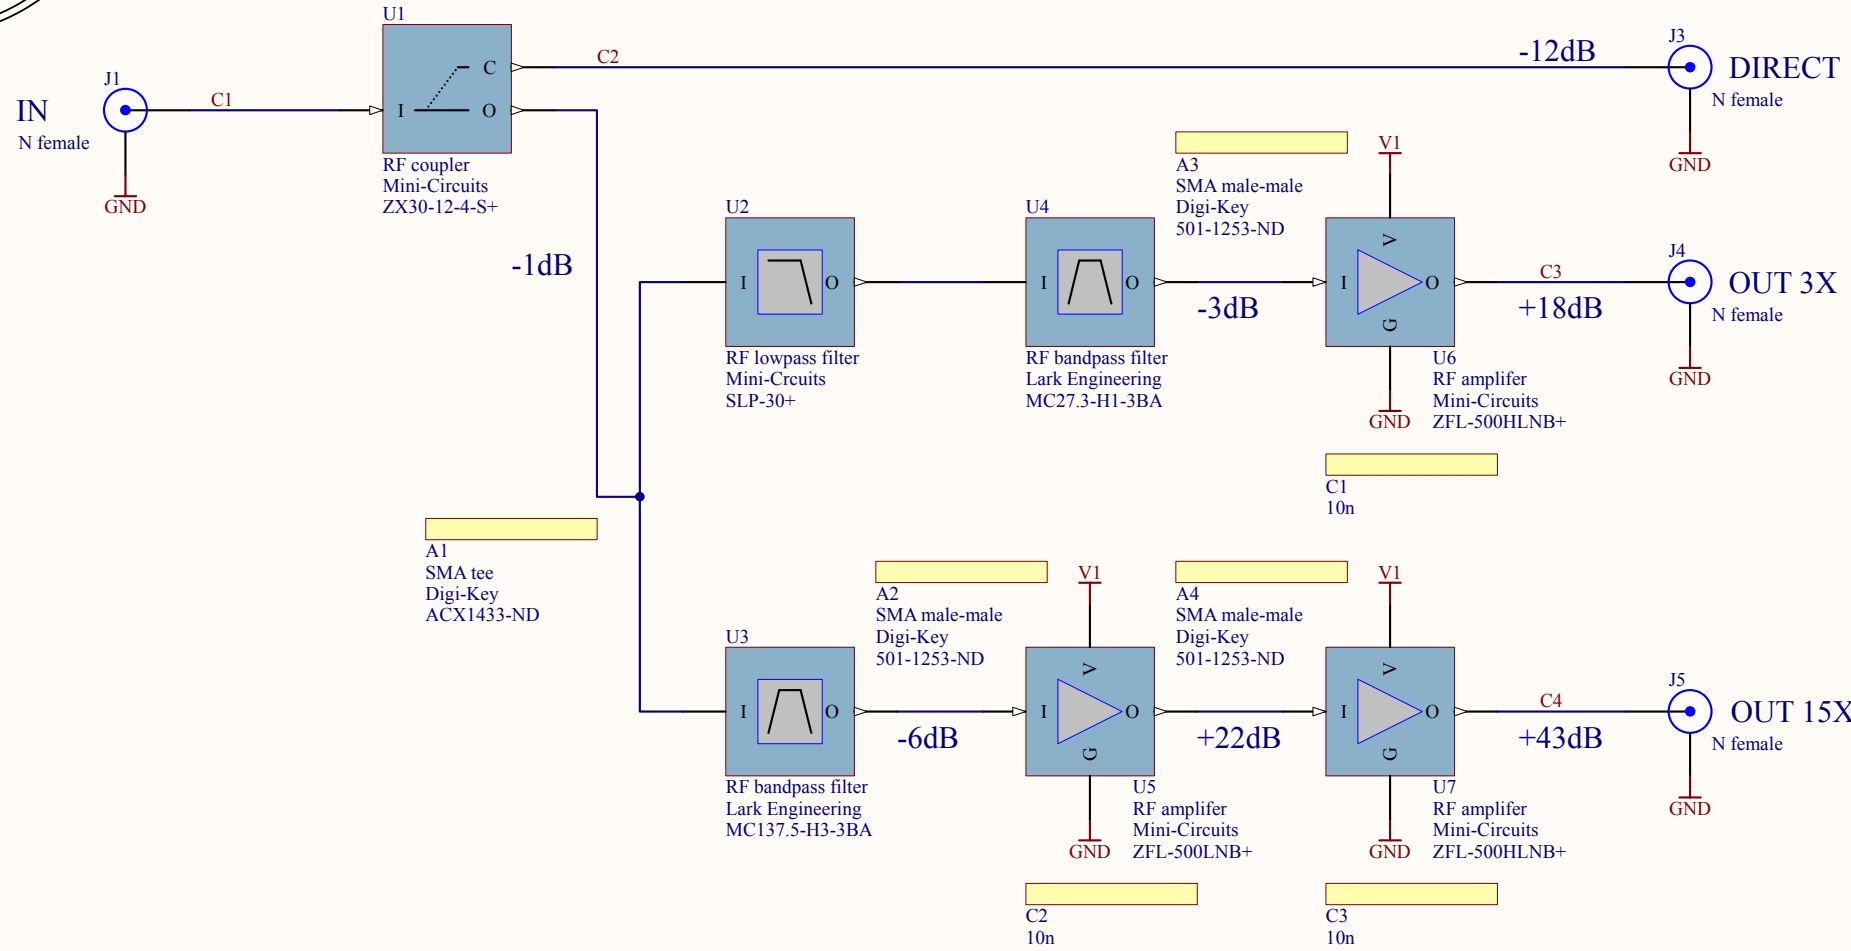 U1
C2
-12dB
J3
DIRECT
N female
GND
J1
IN
C1
N female
GND
I
C
O
RF coupler
Mini-Circuits
ZX30-12-4-S+
-1dB
U2
I
O
RF lowpass filter
Mini-Crcuits
SLP-30+
U4
I
O
RF bandpass filter
Lark Engineering
MC27.3-H1-3BA
-3dB
A3
SMA male-male
Digi-Key
501-1253-ND
V1
V
I
O
G
U6
RF amplifer
Mini-Circuits
ZFL-500HLNB+
GND
C3
+18dB
J4
OUT 3X
N female
GND
C1
10n
A1
SMA tee
Digi-Key
ACX1433-ND
U3
I
O
RF bandpass filter
Lark Engineering
MC137.5-H3-3BA
A2
SMA male-male
Digi-Key
501-1253-ND
-6dB
V1
V
I
O
G
U5
RF amplifer
Mini-Circuits
ZFL-500LNB+
GND
C2
10n
A4
SMA male-male
Digi-Key
501-1253-ND
+22dB
V1
V
I
O
G
U7
RF amplifer
Mini-Circuits
ZFL-500HLNB+
GND
C3
10n
C4
+43dB
J5
OUT 15X
N female
GND